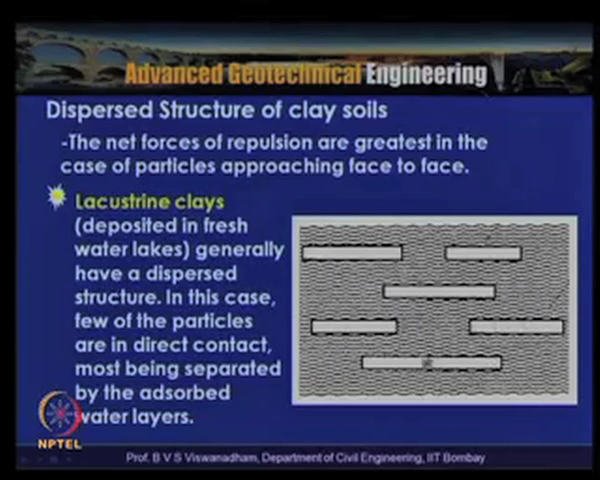 Advanced Geotechnical Engineering
Dispersed Structure of clay soils
-The net forces of repulsion are greatest in the
case of particles approaching face to face.
Lacustrine clays
(deposited in fresh
water lakes) generally
have a dispersed
structure. In this case,
few of the particles
are in direct contact,
most being separated
by the adsorbed
water layers.
NPTEL
Prof. B V S Viswanadham, Department of Civil Engineering, IIT Bombay